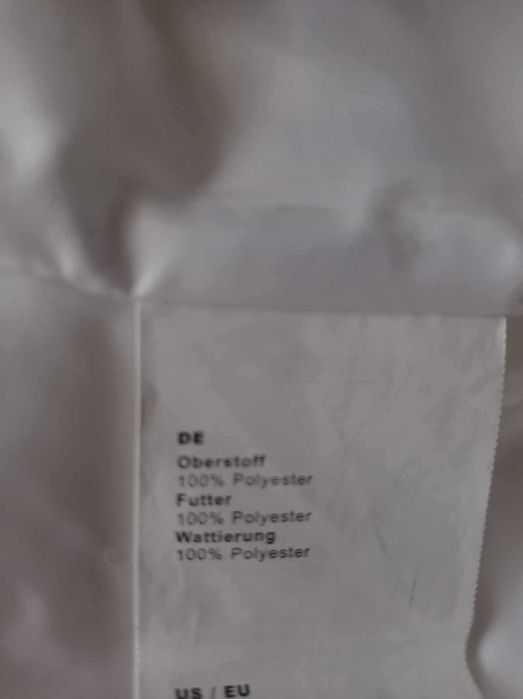 DE
Oberstoff
100% Polyester
Futter
100% Polyester
Wattierung
100% Polyester
US / EU